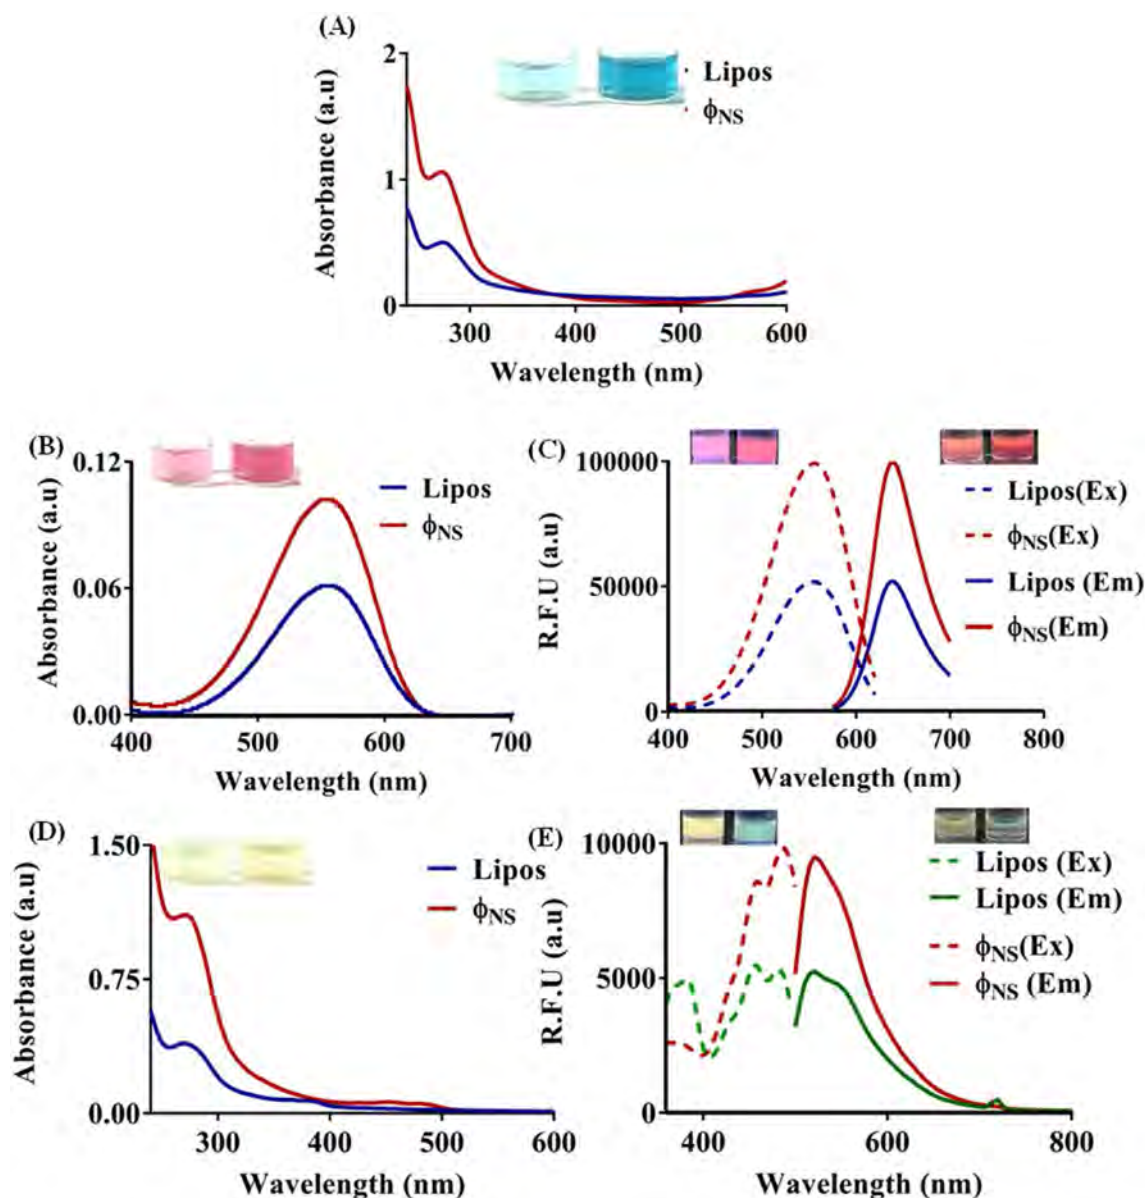 (A)
2
1
0
Absorbance (a.u)
Lipos
ϕNS
300 400 500 600
Wavelength (nm)
(B)
0.12
0.06
0.00
Absorbance (a.u)
Lipos
ϕNS
400 500 600 700
Wavelength (nm)
(C)
100000
50000
0
R.F.U (a.u)
Lipos(Ex)
ϕNS(Ex)
Lipos (Em)
ϕNS(Em)
400 500 600 700 800
Wavelength (nm)
(D)
1.50
0.75
0.00
Absorbance (a.u)
Lipos
ϕNS
300 400 500 600
Wavelength (nm)
(E)
10000
5000
0
R.F.U (a.u)
Lipos (Ex)
Lipos (Em)
ϕNS(Ex)
ϕNS (Em)
400 600 800
Wavelength (nm)